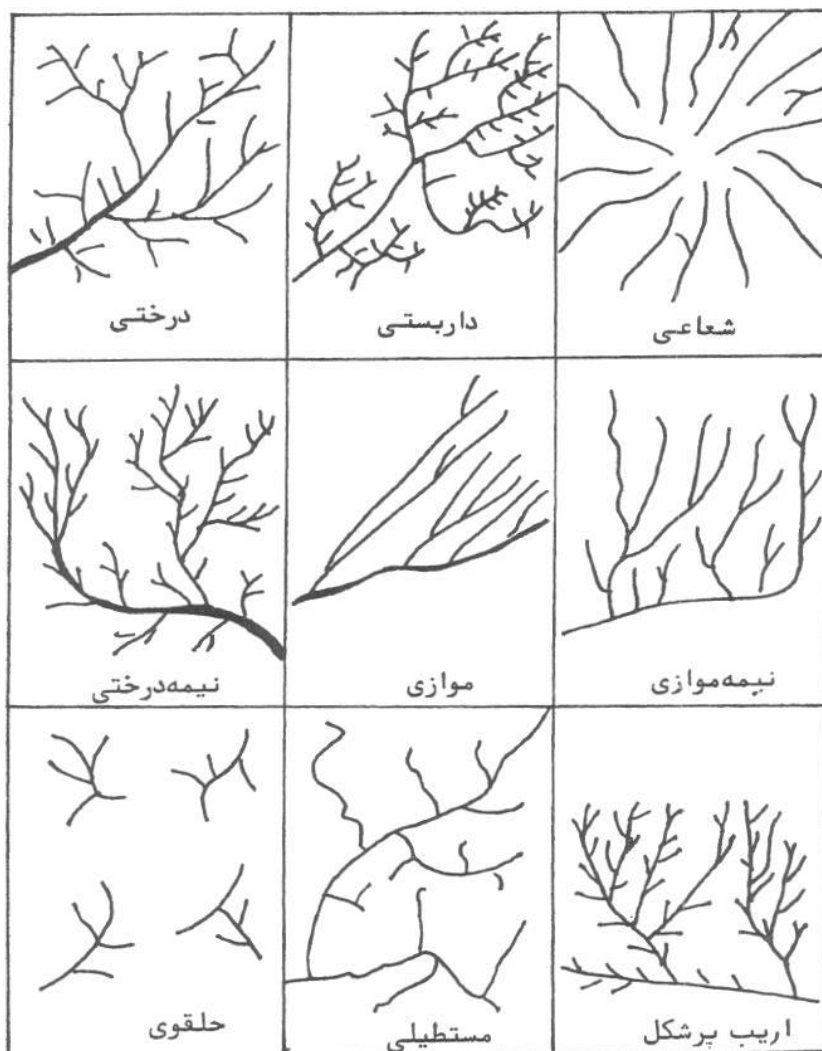 شعاعی
داربستی
درختی
نیمه‌موازی
موازی
نیمه‌درختی
اریب پرشکل
مستطیلی
حلقوی